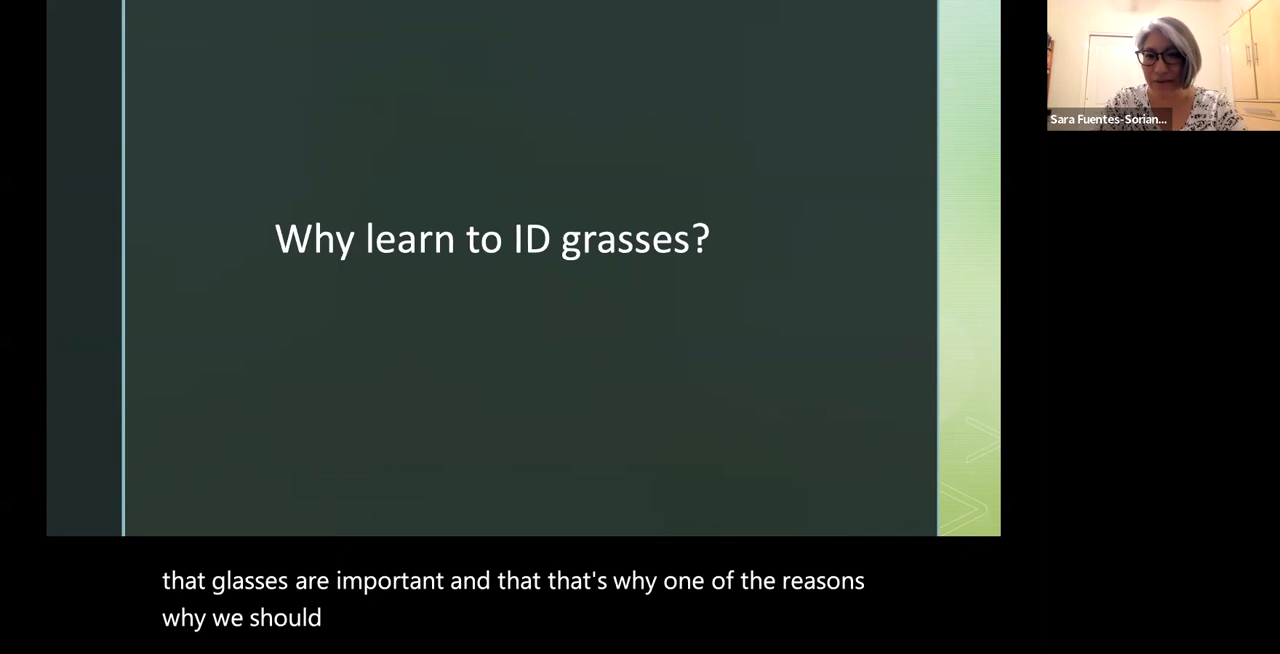 Why learn to ID grasses?
Sara Fuentes-Sorian...
that glasses are important and that that's why one of the reasons
why we should